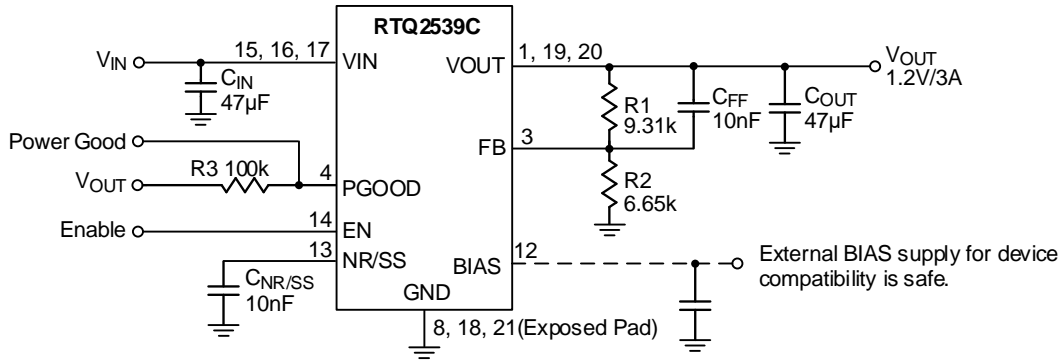 RTQ2539C
VIN
15, 16, 17
VIN
CIN
47µF
VOUT
1, 19, 20
VOUT
1.2V/3A
R1
9.31k
CFF
10nF
COUT
47µF
FB
3
R2
6.65k
Power Good
VOUT
R3 100k
4
PGOOD
Enable
14
EN
13
NR/SS
CNR/SS
10nF
BIAS
12
External BIAS supply for device
compatibility is safe.
GND
8, 18, 21(Exposed Pad)